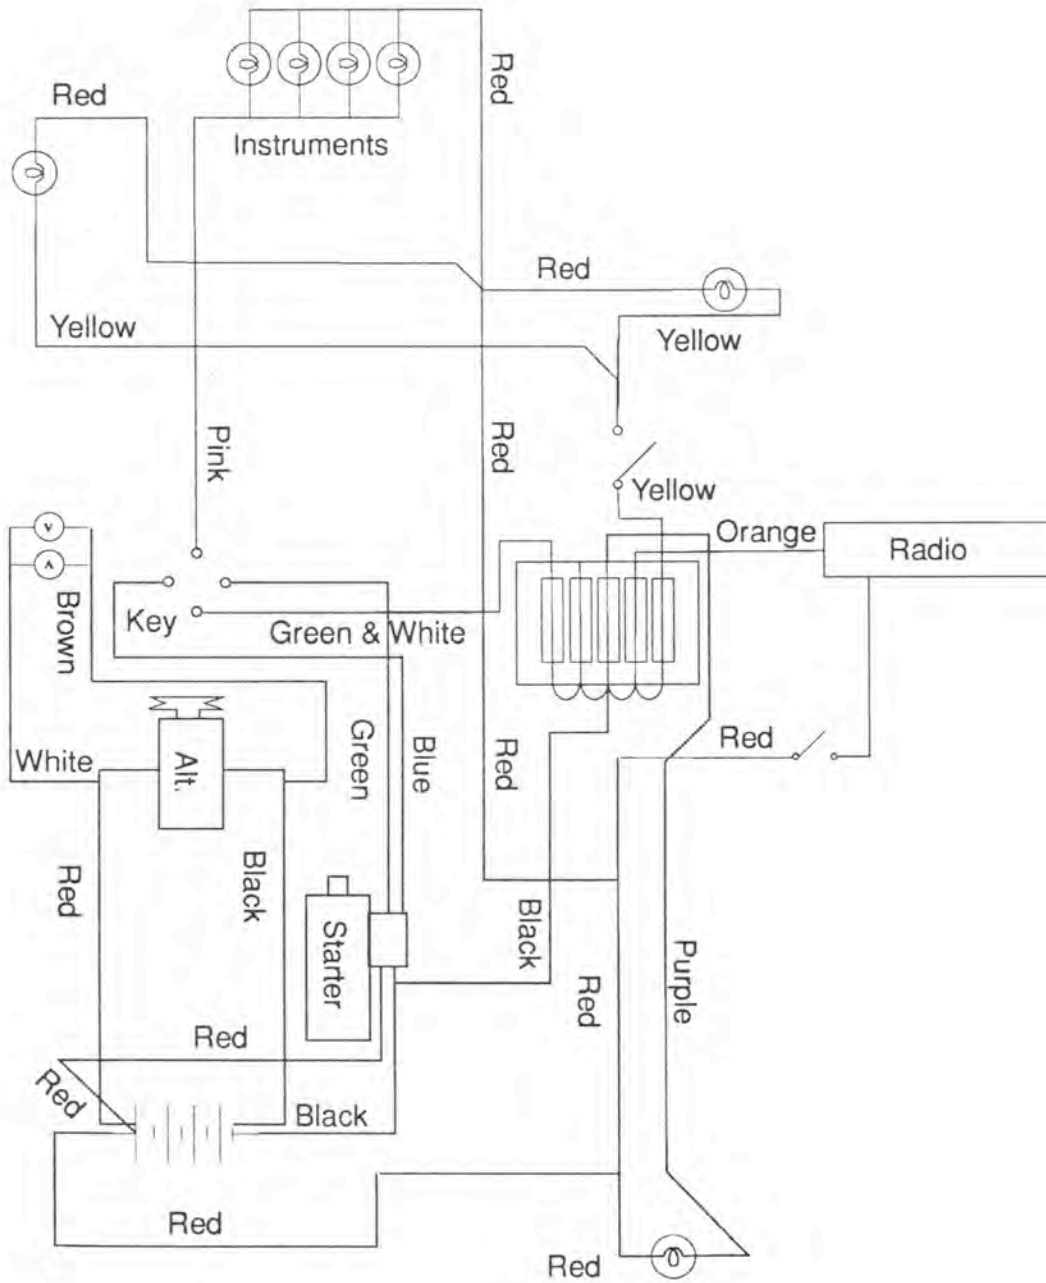 Red
Red
Instruments
Red
Yellow
Yellow
Pink
Red
Yellow
Orange
Radio
V
A
Brown
Key
Green & White
White
Alt.
Green
Blue
Red
Red
Red
Black
Starter
Black
Red
Purple
Red
Red
Black
Red
Red